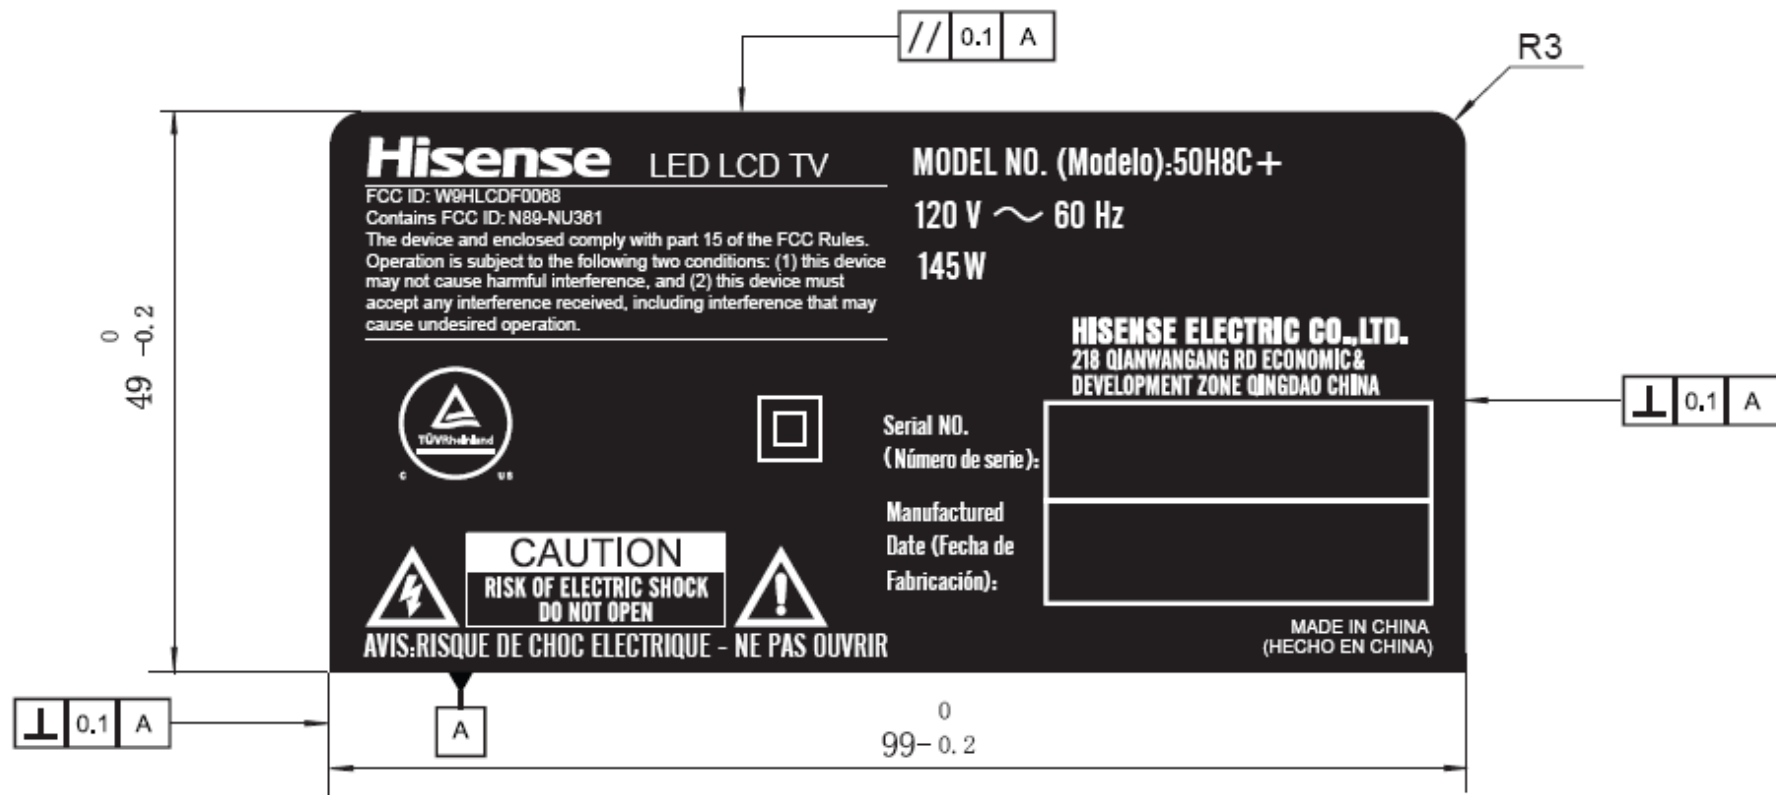 // 0.1 A
R3
Hisense LED LCD TV
FCC ID: W9HLCDF0068
Contains FCC ID: N89-NU361
The device and enclosed comply with part 15 of the FCC Rules.
Operation is subject to the following two conditions: (1) this device
may not cause harmful interference, and (2) this device must
accept any interference received, including interference that may
cause undesired operation.
MODEL NO. (Modelo):50H8C+
120 V ～ 60 Hz
145W
HISENSE ELECTRIC CO.,LTD.
218 QIANWANGANG RD ECONOMIC&
DEVELOPMENT ZONE QINGDAO CHINA
0
49-0.2
⊥ 0.1 A
TÜVRheinland
C US
Serial NO.
(Número de serie):
Manufactured
Date (Fecha de
Fabricación):
CAUTION
RISK OF ELECTRIC SHOCK
DO NOT OPEN
AVIS:RISQUE DE CHOC ELECTRIQUE - NE PAS OUVRIR
MADE IN CHINA
(HECHO EN CHINA)
⊥ 0.1 A
A
0
99-0.2